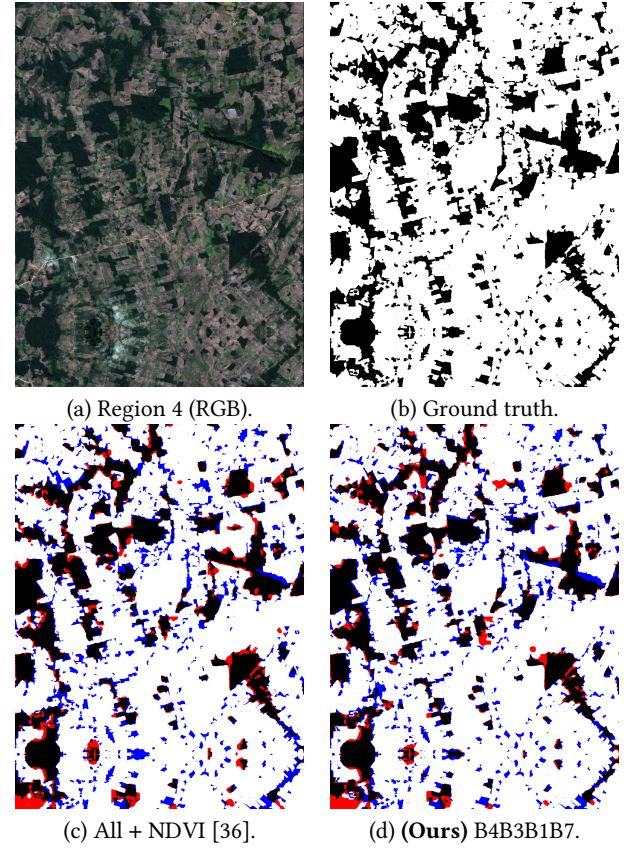 (a) Region 4 (RGB).
(b) Ground truth.
(c) All + NDVI [36].
(d) (Ours) B4B3B1B7.